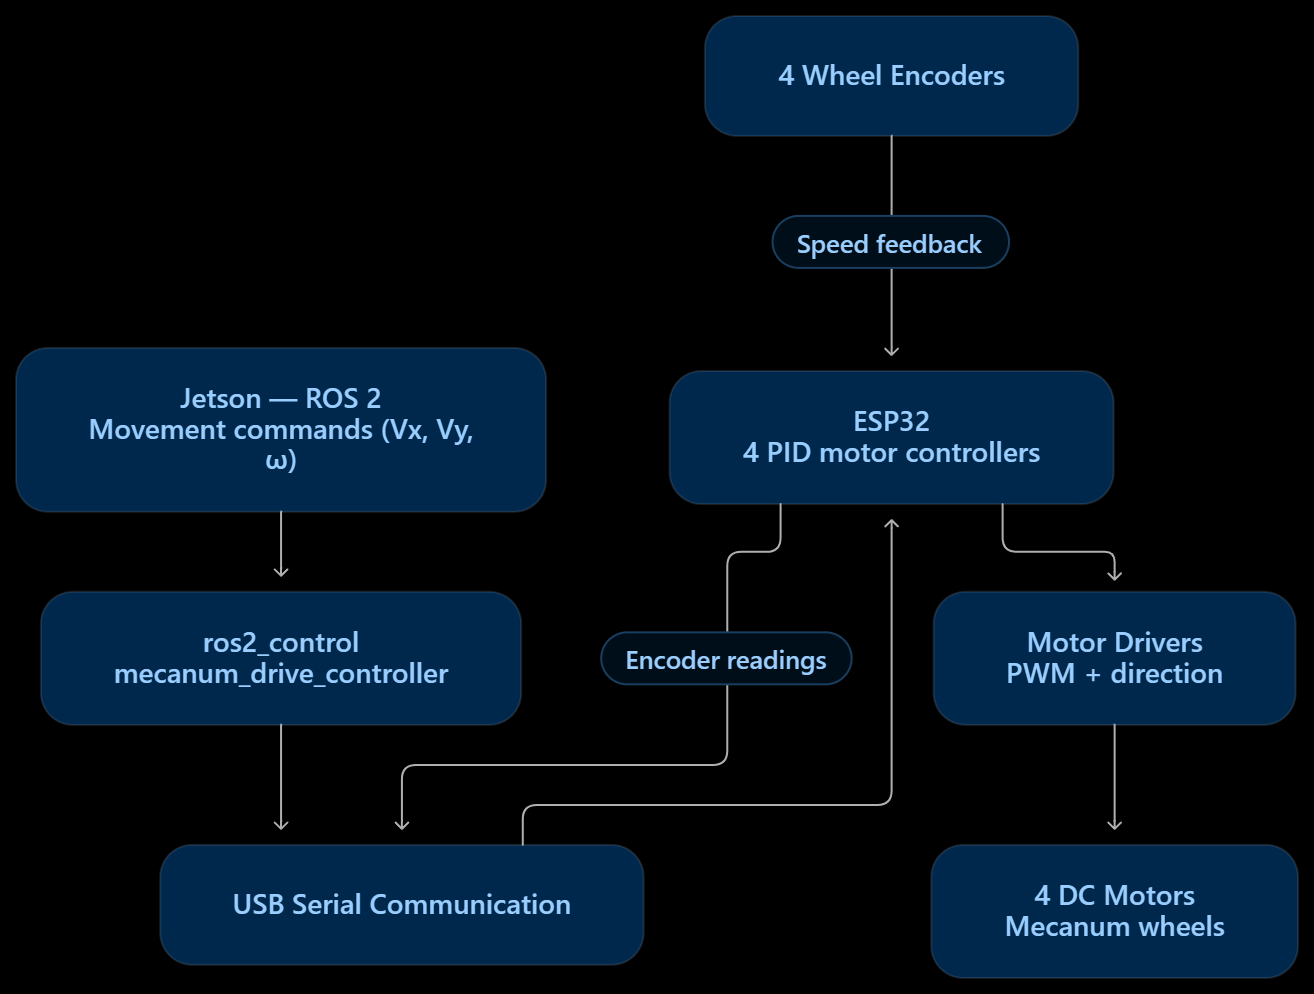 4 Wheel Encoders
Speed feedback
Jetson — ROS 2
Movement commands (Vx, Vy,
ω)
ESP32
4 PID motor controllers
ros2_control
mecanum_drive_controller
Encoder readings
Motor Drivers
PWM + direction
USB Serial Communication
4 DC Motors
Mecanum wheels